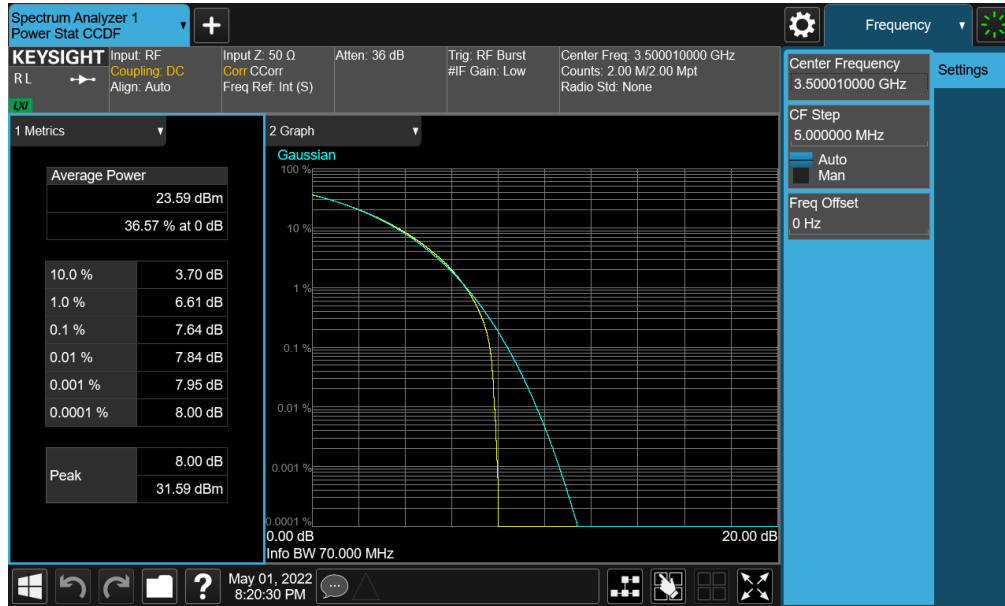 Spectrum Analyzer 1
Power Stat CCDF
Frequency
KEYSIGHT
R L
LXI
Input: RF
Coupling: DC
Align: Auto
Input Z: 50 Ω
Corr CCorr
Freq Ref: Int (S)
Atten: 36 dB
Trig: RF Burst
#IF Gain: Low
Center Freq: 3.500010000 GHz
Counts: 2.00 M/2.00 Mpt
Radio Std: None
Center Frequency
3.500010000 GHz
Settings
CF Step
5.000000 MHz
Auto
Man
Freq Offset
0 Hz
1 Metrics
Average Power
23.59 dBm
36.57 % at 0 dB
10.0 % 3.70 dB
1.0 % 6.61 dB
0.1 % 7.64 dB
0.01 % 7.84 dB
0.001 % 7.95 dB
0.0001 % 8.00 dB
Peak
8.00 dB
31.59 dBm
2 Graph
Gaussian
100 %
10 %
1 %
0.1 %
0.01 %
0.001 %
0.0001 %
0.00 dB 20.00 dB
Info BW 70.000 MHz
?
May 01, 2022
8:20:30 PM